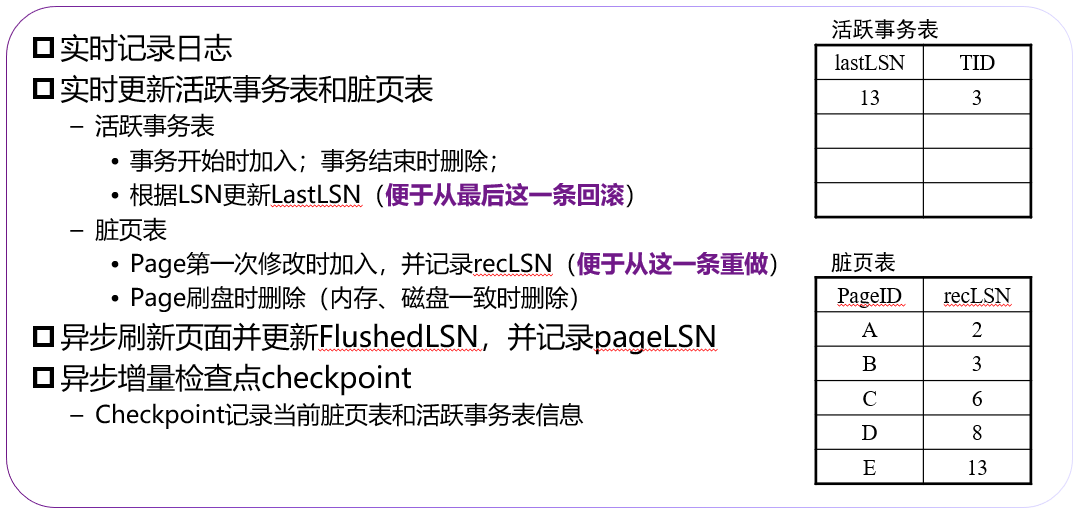 实时记录日志
实时更新活跃事务表和脏页表
– 活跃事务表
• 事务开始时加入；事务结束时删除；
• 根据LSN更新LastLSN（便于从最后这一条回滚）
– 脏页表
• Page第一次修改时加入，并记录recLSN（便于从这一条重做）
• Page刷盘时删除（内存、磁盘一致时删除）
异步刷新页面并更新FlushedLSN，并记录pageLSN
异步增量检查点checkpoint
– Checkpoint记录当前脏页表和活跃事务表信息
活跃事务表
lastLSN TID
13 3
脏页表
PageID recLSN
A 2
B 3
C 6
D 8
E 13